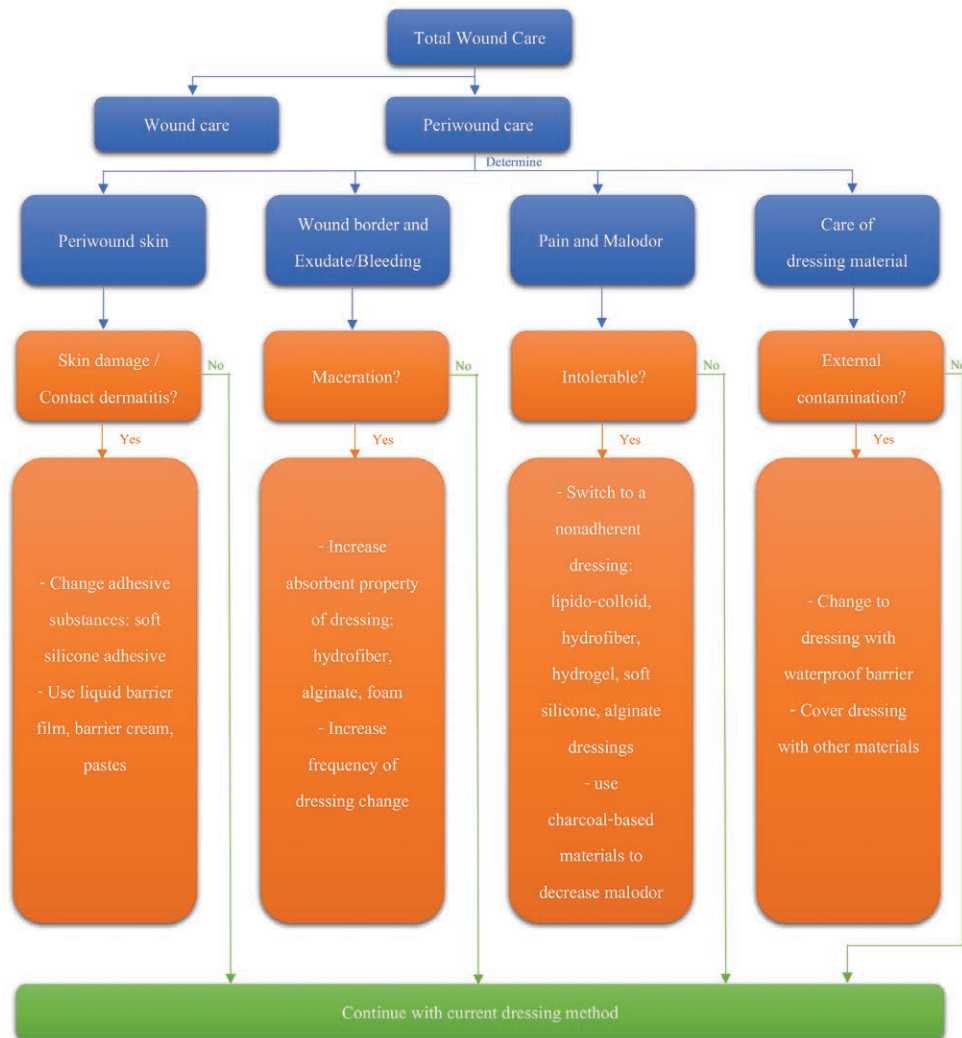 Total Wound Care
Wound care
Periwound care
Determine
Periwound skin
Wound border and
Exudate/Bleeding
Pain and Malodor
Care of
dressing material
Skin damage /
Contact dermatitis?
No
Maceration?
No
Intolerable?
No
External
contamination?
No
Yes
Yes
Yes
Yes
- Change adhesive
substances: soft
silicone adhesive
- Use liquid barrier
film, barrier cream,
pastes
- Increase
absorbent property
of dressing:
hydrofiber,
alginate, foam
- Increase
frequency of
dressing change
- Switch to a
nonadherent
dressing:
lipido-colloid,
hydrofiber,
hydrogel, soft
silicone, alginate
dressings
- use
charcoal-based
materials to
decrease malodor
- Change to
dressing with
waterproof barrier
- Cover dressing
with other materials
Continue with current dressing method